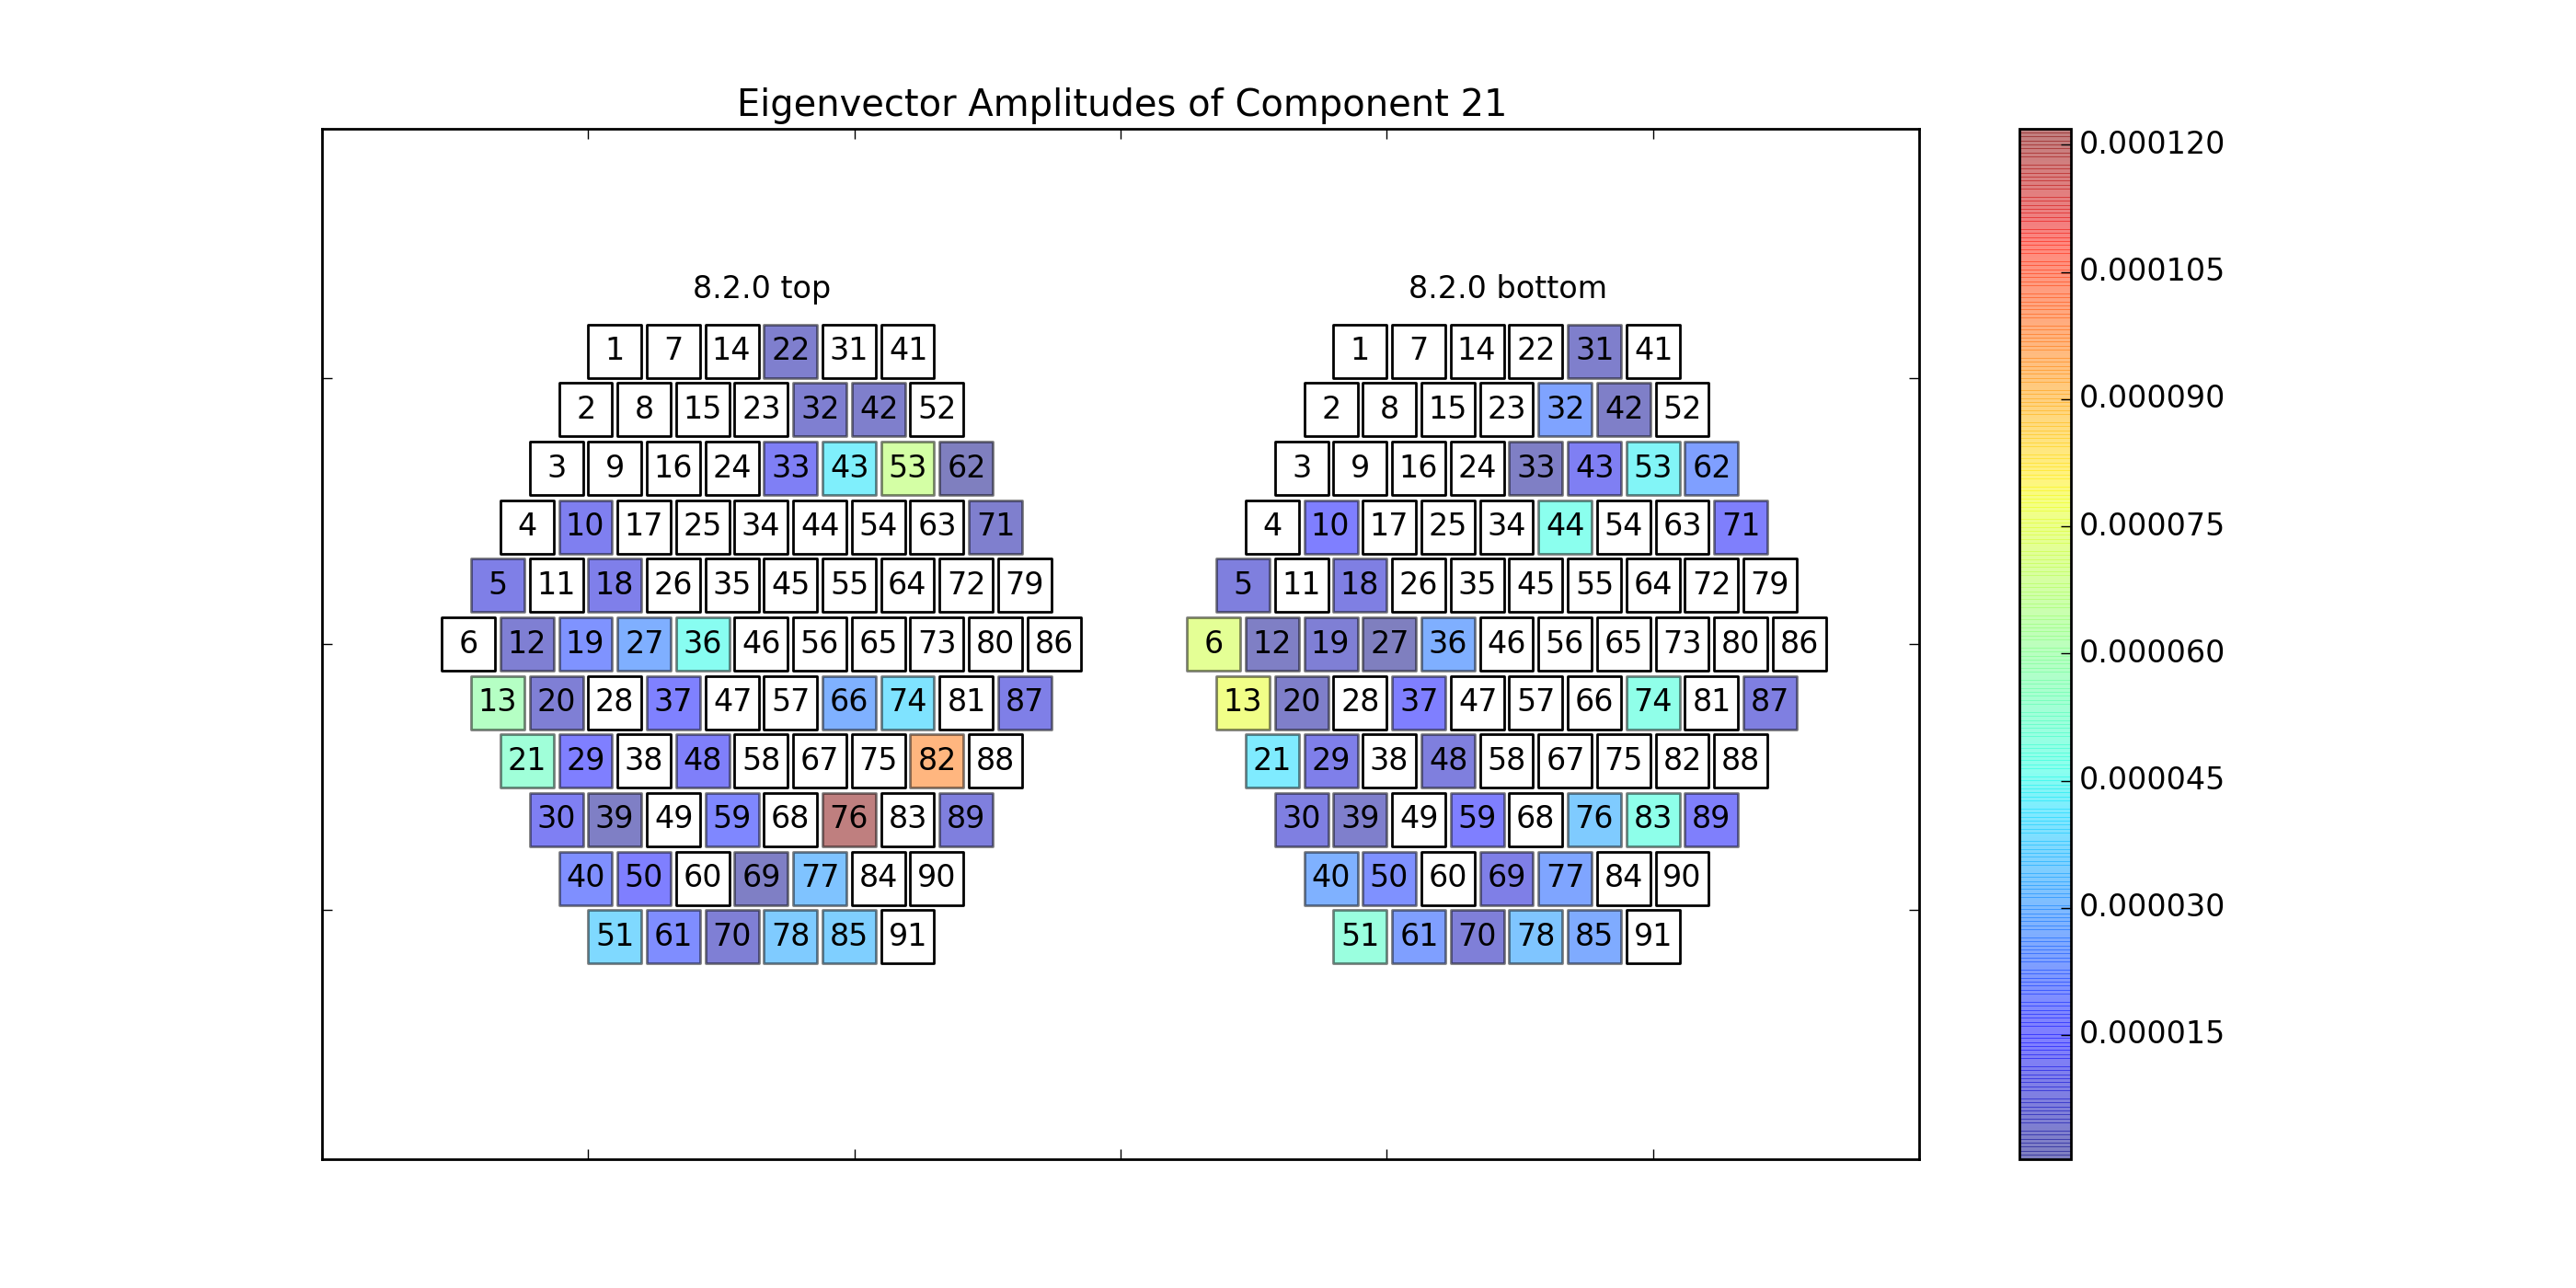 Eigenvector Amplitudes of Component 21
8.2.0 top
1 7 14 22 31 41
2 8 15 23 32 42 52
3 9 16 24 33 43 53 62
4 10 17 25 34 44 54 63 71
5 11 18 26 35 45 55 64 72 79
6 12 19 27 36 46 56 65 73 80 86
13 20 28 37 47 57 66 74 81 87
21 29 38 48 58 67 75 82 88
30 39 49 59 68 76 83 89
40 50 60 69 77 84 90
51 61 70 78 85 91
8.2.0 bottom
1 7 14 22 31 41
2 8 15 23 32 42 52
3 9 16 24 33 43 53 62
4 10 17 25 34 44 54 63 71
5 11 18 26 35 45 55 64 72 79
6 12 19 27 36 46 56 65 73 80 86
13 20 28 37 47 57 66 74 81 87
21 29 38 48 58 67 75 82 88
30 39 49 59 68 76 83 89
40 50 60 69 77 84 90
51 61 70 78 85 91
0.000120
0.000105
0.000090
0.000075
0.000060
0.000045
0.000030
0.000015